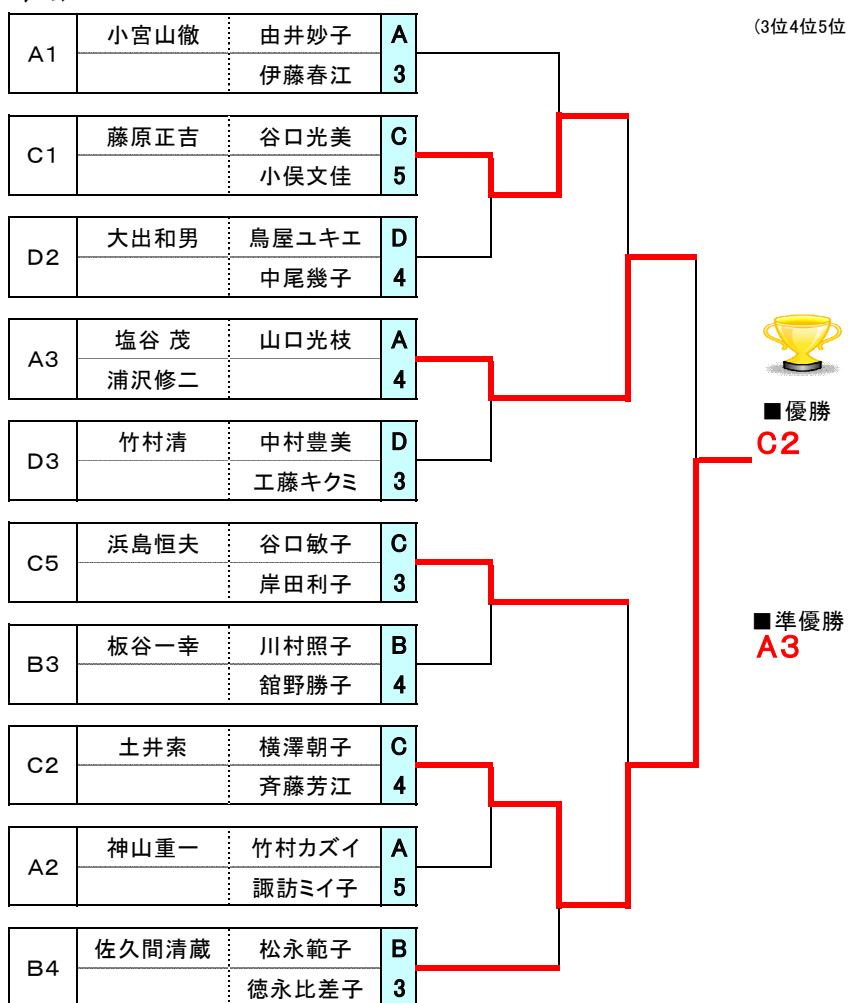 (3位4位5位
A1 小宮山徹 由井妙子 A
伊藤春江 3
C1 藤原正吉 谷口光美 C
小俣文佳 5
D2 大出和男 鳥屋ユキエ D
中尾幾子 4
A3 塩谷 茂 山口光枝 A
浦沢修二 4
D3 竹村清 中村豊美 D
工藤キクミ 3
C5 浜島恒夫 谷口敏子 C
岸田利子 3
B3 板谷一幸 川村照子 B
舘野勝子 4
C2 土井索 横澤朝子 C
斉藤芳江 4
A2 神山重一 竹村カズイ A
諏訪ミイ子 5
B4 佐久間清蔵 松永範子 B
徳永比差子 3
■優勝
C2
■準優勝
A3